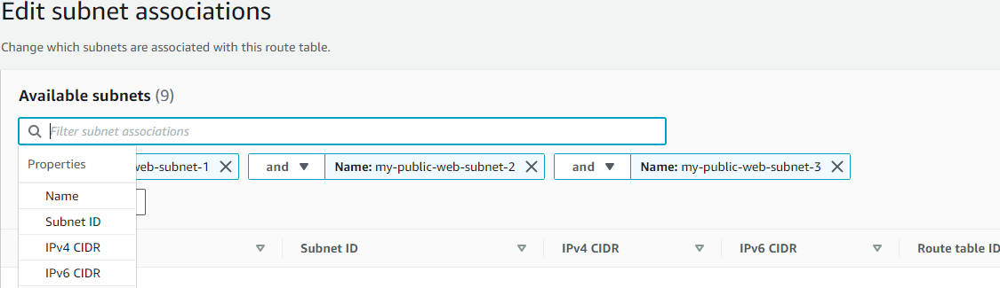 Edit subnet associations
Change which subnets are associated with this route table.
Available subnets (9)
Filter subnet associations
Properties
web-subnet-1
and
Name: my-public-web-subnet-2
and
Name: my-public-web-subnet-3
Name
Subnet ID
IPv4 CIDR
IPv6 CIDR
Subnet ID
IPv4 CIDR
IPv6 CIDR
Route table ID